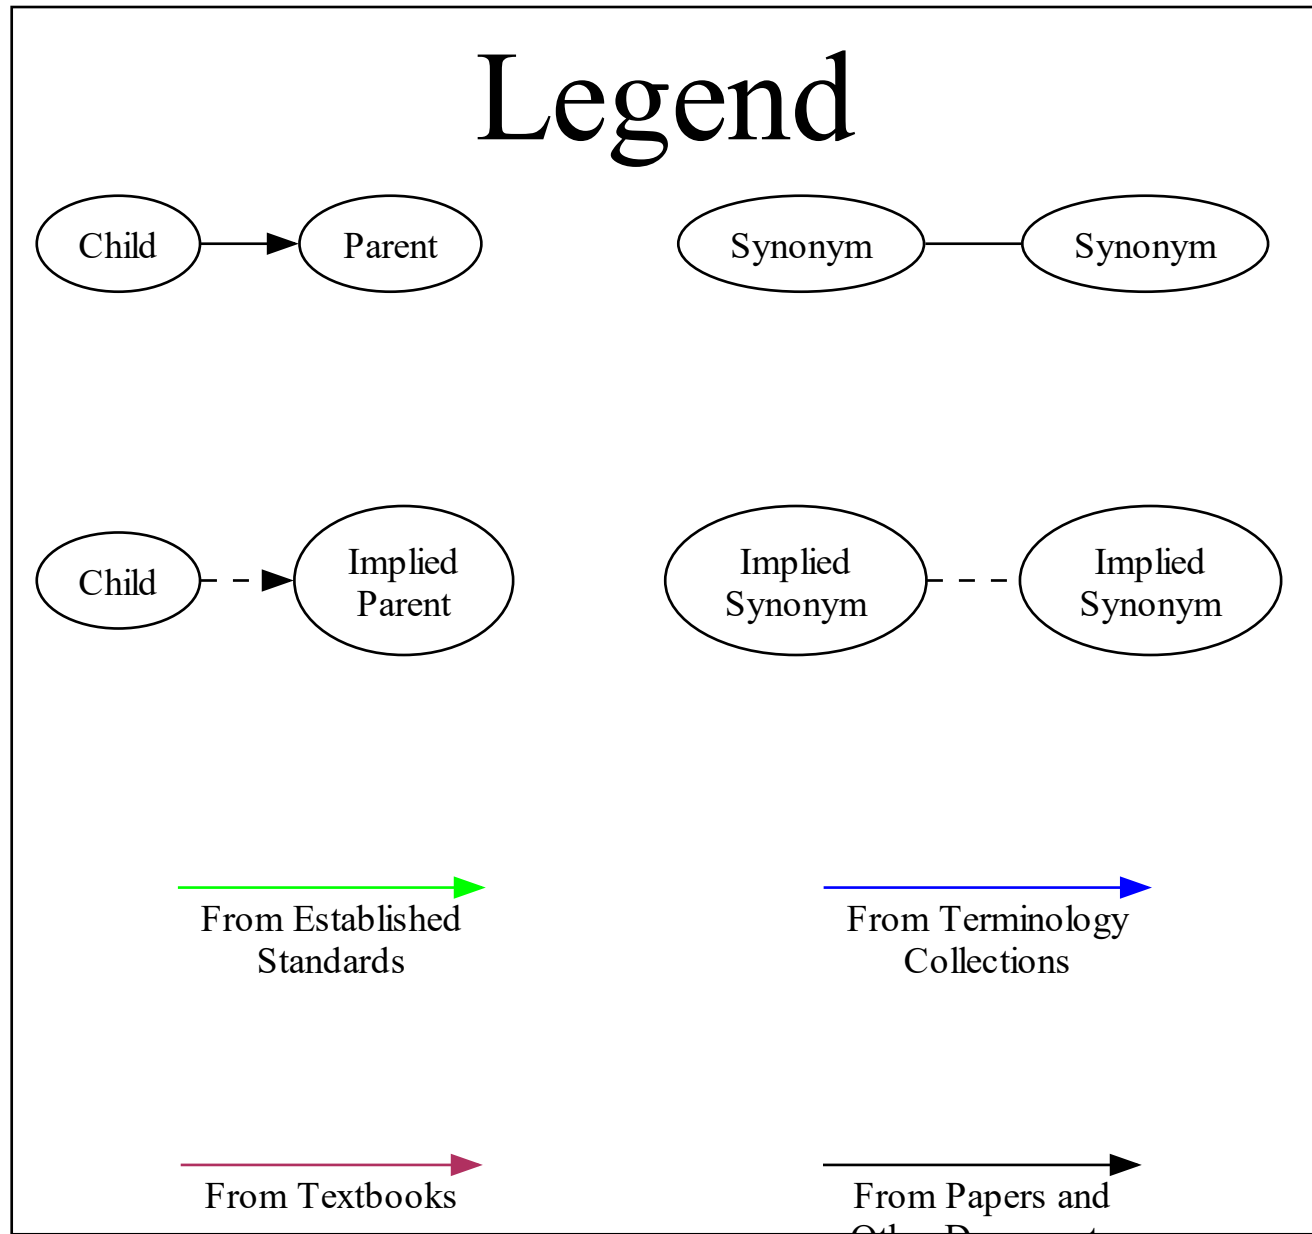 Legend
Child
Parent
Synonym
Synonym
Child
Implied
Parent
Implied
Synonym
Implied
Synonym
From Established
Standards
From Terminology
Collections
From Textbooks
From Papers and